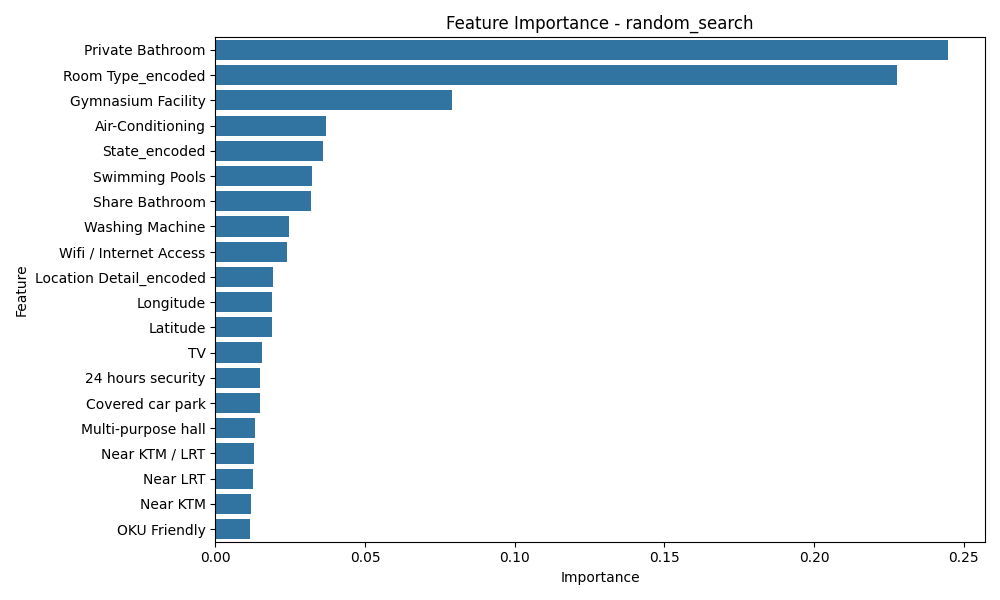 Feature Importance - random_search
Feature
Private Bathroom
Room Type_encoded
Gymnasium Facility
Air-Conditioning
State_encoded
Swimming Pools
Share Bathroom
Washing Machine
Wifi / Internet Access
Location Detail_encoded
Longitude
Latitude
TV
24 hours security
Covered car park
Multi-purpose hall
Near KTM / LRT
Near LRT
Near KTM
OKU Friendly
0.00 0.05 0.10 0.15 0.20 0.25
Importance